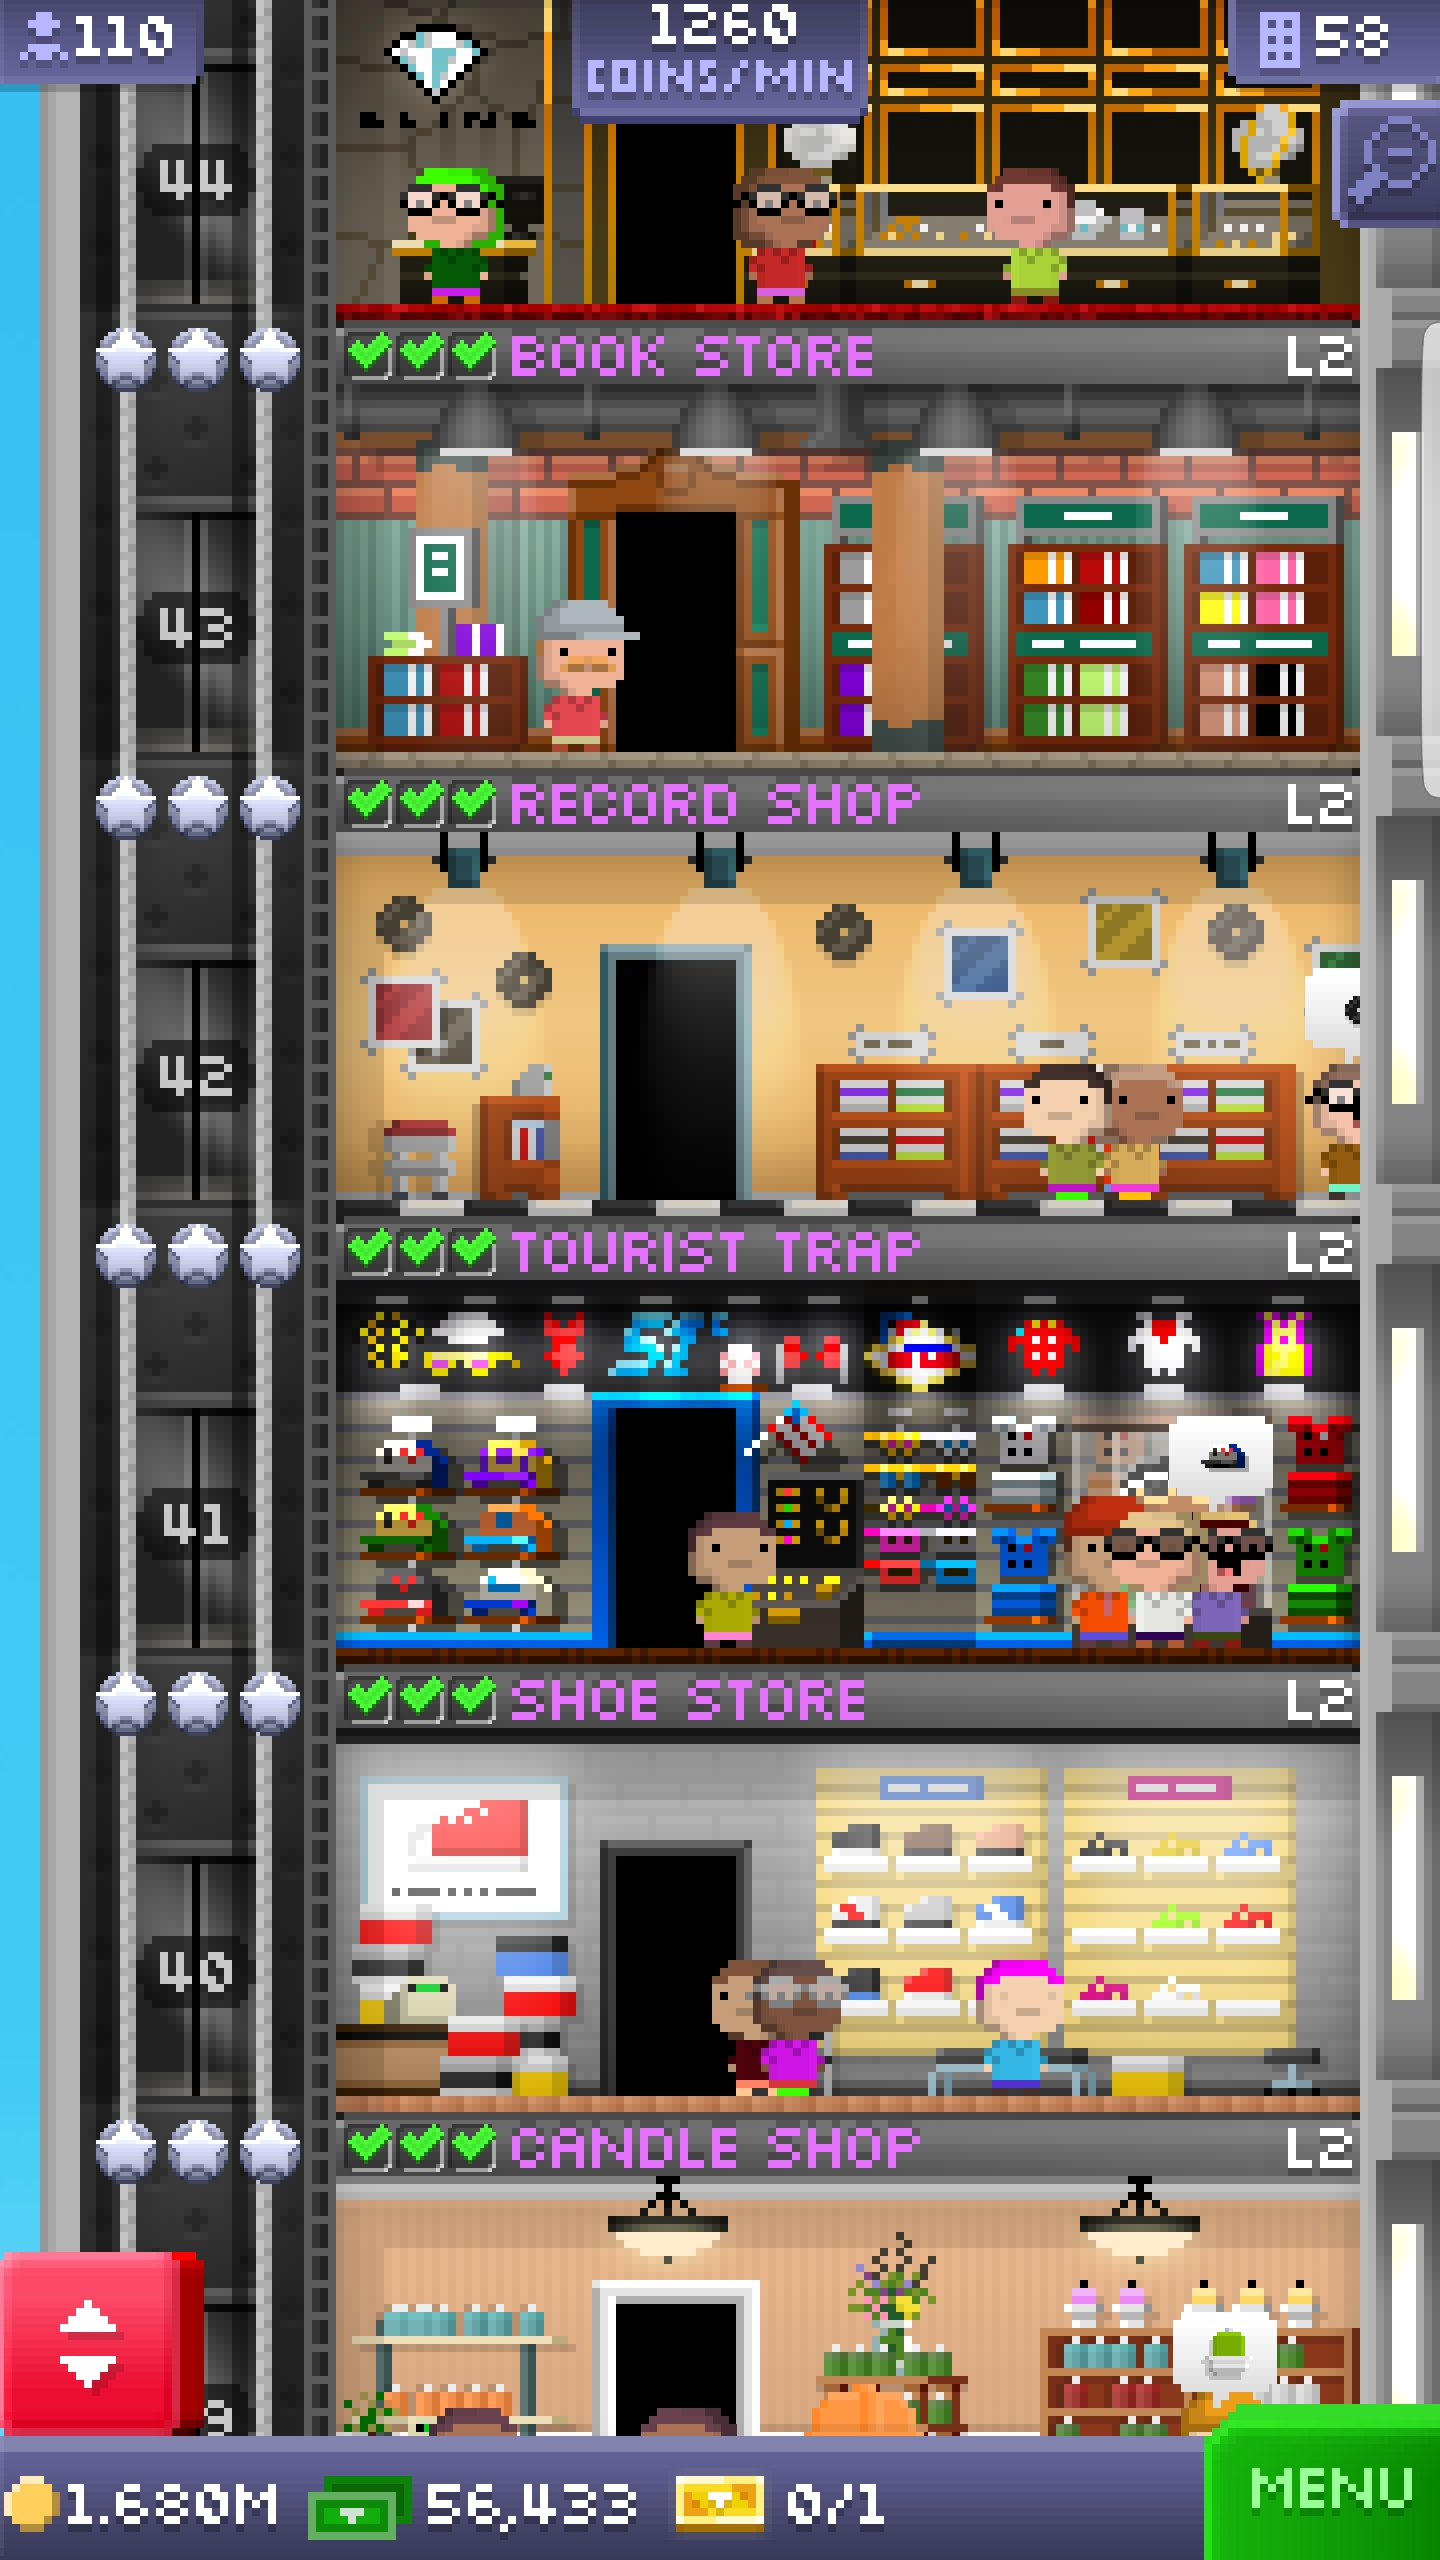 110
1260
COINS/MIN
58
44
BOOK STORE L2
43
RECORD SHOP L2
42
TOURIST TRAP L2
41
SHOE STORE L2
40
CANDLE SHOP L2
1.680M 56,433 0/1
MENU